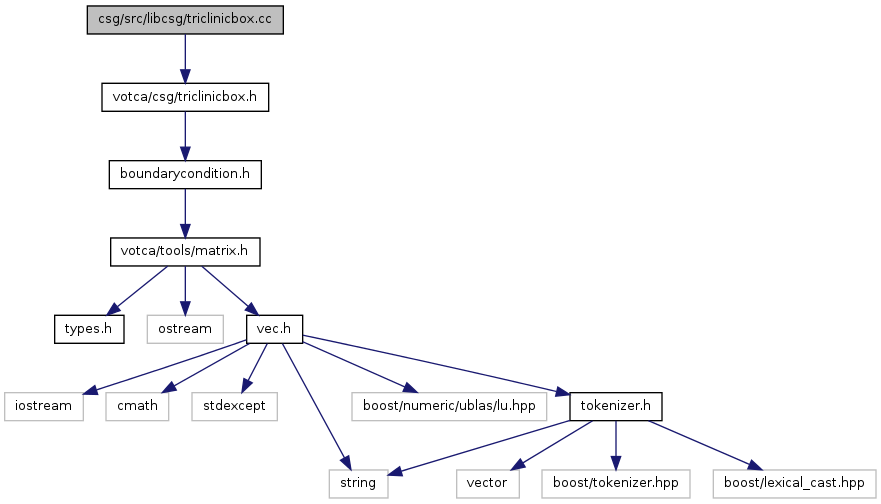 csg/src/libcsg/triclinicbox.cc
votca/csg/triclinicbox.h
boundarycondition.h
votca/tools/matrix.h
types.h
ostream
vec.h
iostream
cmath
stdexcept
boost/numeric/ublas/lu.hpp
tokenizer.h
string
vector
boost/tokenizer.hpp
boost/lexical_cast.hpp